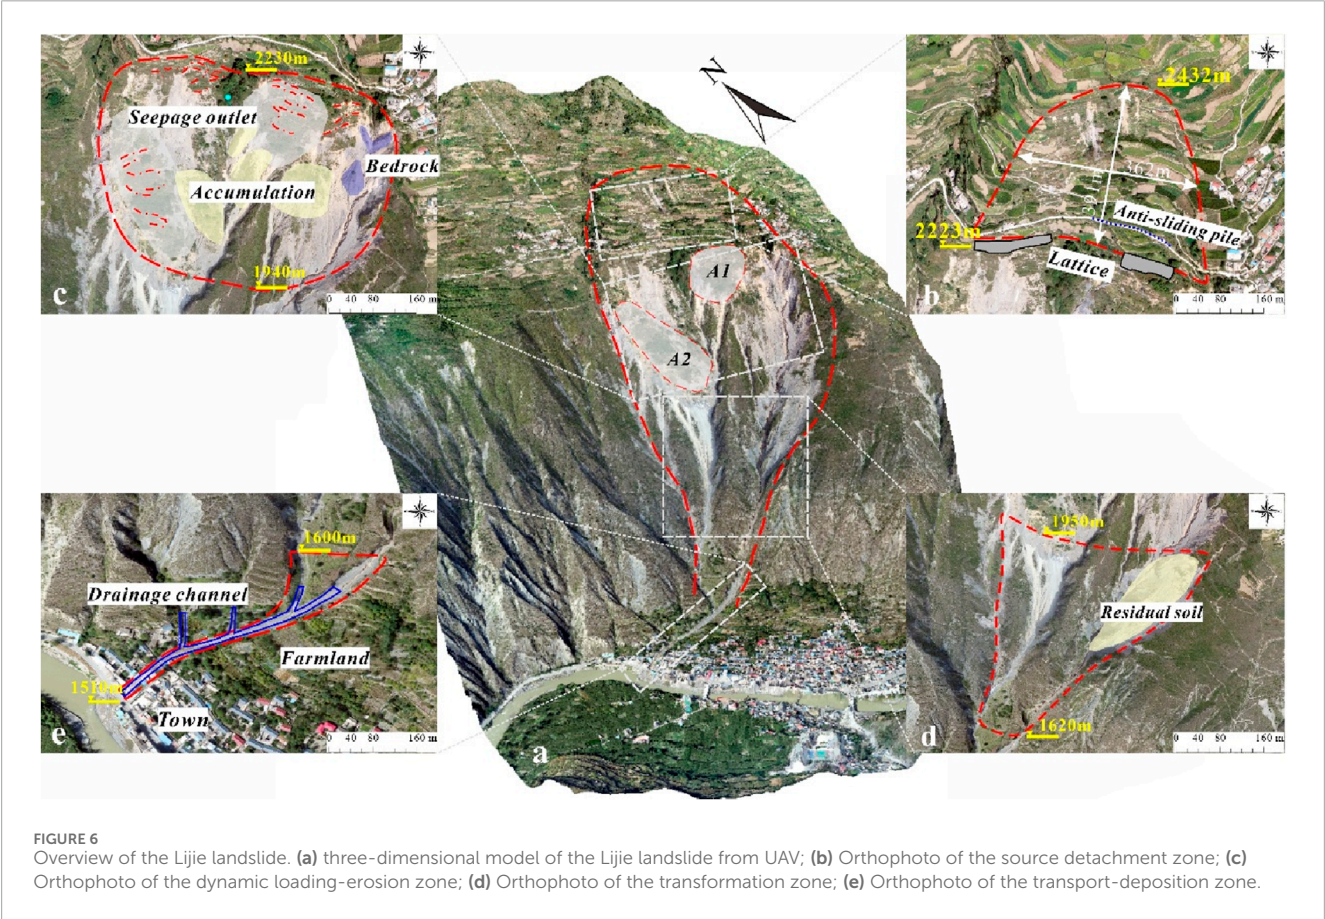 2230m
Seepage outlet
Bedrock
Accumulation
1940m
c
0 40 80 160 m
N
A1
A2
a
2432m
2223m
Anti-sliding pile
Lattice
b
0 40 80 160 m
1600m
Drainage channel
Farmland
1510m
Town
e
0 40 80 160 m
1950m
Residual soil
1620m
d
0 40 80 160 m
FIGURE 6
Overview of the Lijie landslide. (a) three-dimensional model of the Lijie landslide from UAV; (b) Orthophoto of the source detachment zone; (c)
Orthophoto of the dynamic loading-erosion zone; (d) Orthophoto of the transformation zone; (e) Orthophoto of the transport-deposition zone.